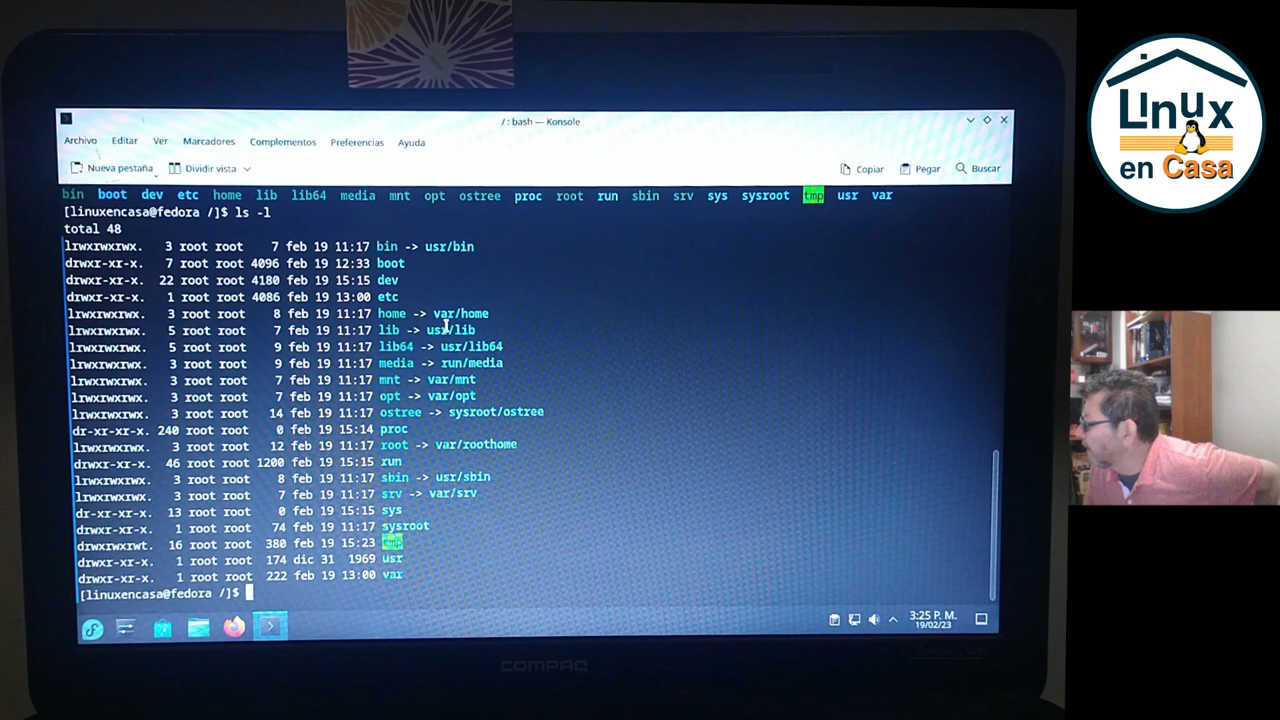 / : bash — Konsole
Archivo Editar Ver Marcadores Complementos Preferencias Ayuda
Nueva pestaña Dividir vista Copiar Pegar Buscar
bin boot dev etc home lib lib64 media mnt opt ostree proc root run sbin srv sys sysroot tmp usr var
[linuxencasa@fedora /]$ ls -l
total 48
lrwxrwxrwx. 3 root root 7 feb 19 11:17 bin -> usr/bin
drwxr-xr-x. 7 root root 4096 feb 19 12:33 boot
drwxr-xr-x. 22 root root 4180 feb 19 15:15 dev
drwxr-xr-x. 1 root root 4086 feb 19 13:00 etc
lrwxrwxrwx. 3 root root 8 feb 19 11:17 home -> var/home
lrwxrwxrwx. 5 root root 7 feb 19 11:17 lib -> usr/lib
lrwxrwxrwx. 5 root root 9 feb 19 11:17 lib64 -> usr/lib64
lrwxrwxrwx. 3 root root 9 feb 19 11:17 media -> run/media
lrwxrwxrwx. 3 root root 7 feb 19 11:17 mnt -> var/mnt
lrwxrwxrwx. 3 root root 7 feb 19 11:17 opt -> var/opt
lrwxrwxrwx. 3 root root 14 feb 19 11:17 ostree -> sysroot/ostree
dr-xr-xr-x. 240 root root 0 feb 19 15:14 proc
lrwxrwxrwx. 3 root root 12 feb 19 11:17 root -> var/roothome
drwxr-xr-x. 46 root root 1200 feb 19 15:15 run
lrwxrwxrwx. 3 root root 8 feb 19 11:17 sbin -> usr/sbin
lrwxrwxrwx. 3 root root 7 feb 19 11:17 srv -> var/srv
dr-xr-xr-x. 13 root root 0 feb 19 15:15 sys
drwxr-xr-x. 1 root root 74 feb 19 11:17 sysroot
drwxrwxrwt. 16 root root 380 feb 19 15:23 tmp
drwxr-xr-x. 1 root root 174 dic 31 1969 usr
drwxr-xr-x. 1 root root 222 feb 19 13:00 var
[linuxencasa@fedora /]$
3:25 P. M.
19/02/23
COMPAQ
LInux
en Casa